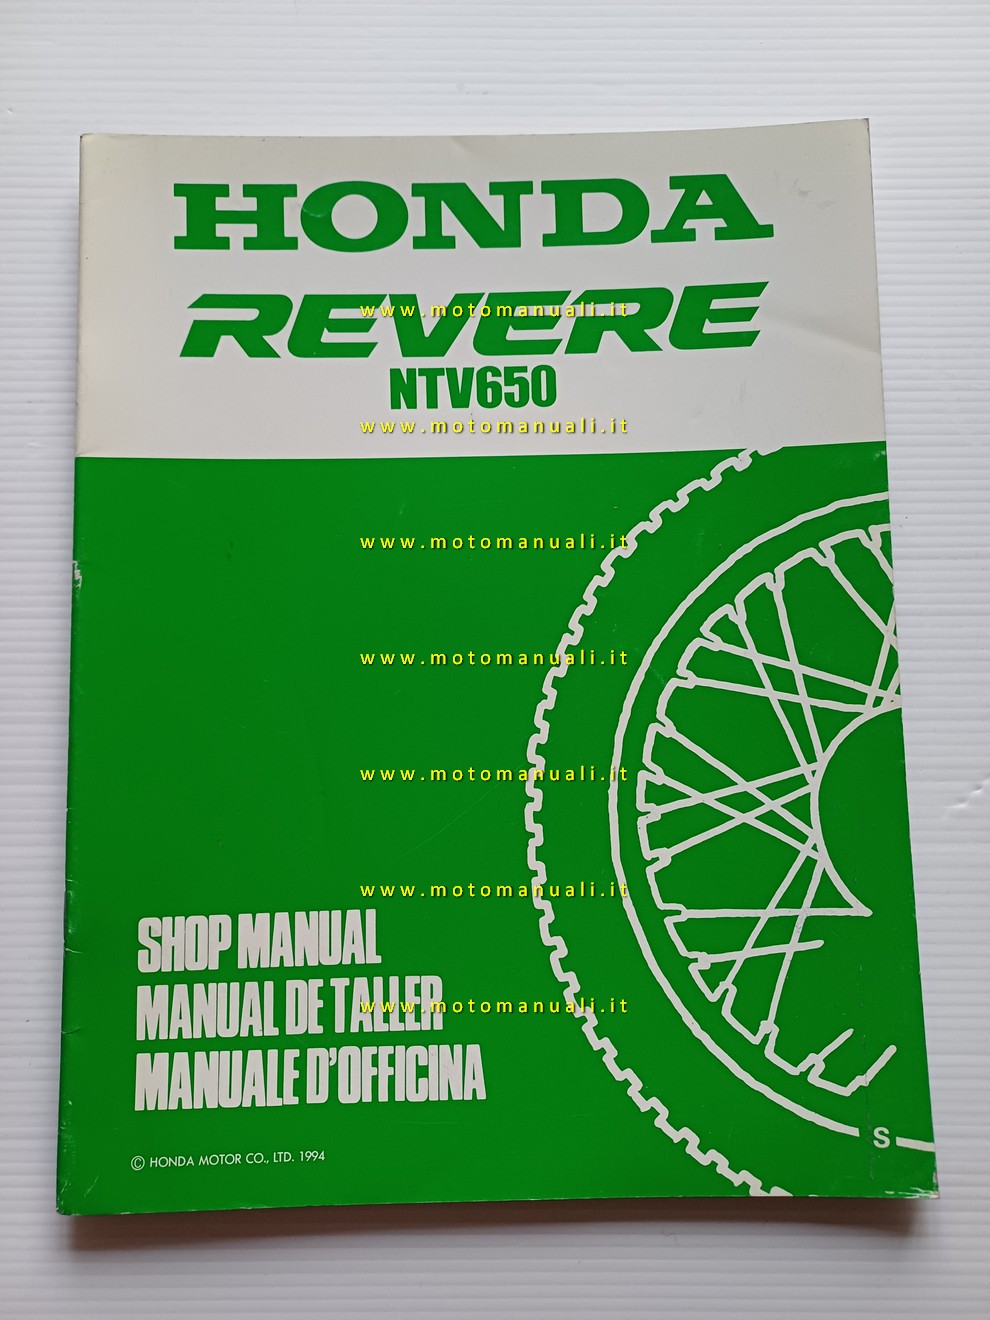 HONDA
REVERE
www.motomanuali.it
NTV650
www.motomanuali.it
www.motomanuali.it
www.motomanuali.it
www.motomanuali.it
www.motomanuali.it
SHOP MANUAL
MANUAL DE TALLER
www.motomanuali.it
MANUALE D'OFFICINA
© HONDA MOTOR CO., LTD. 1994
S